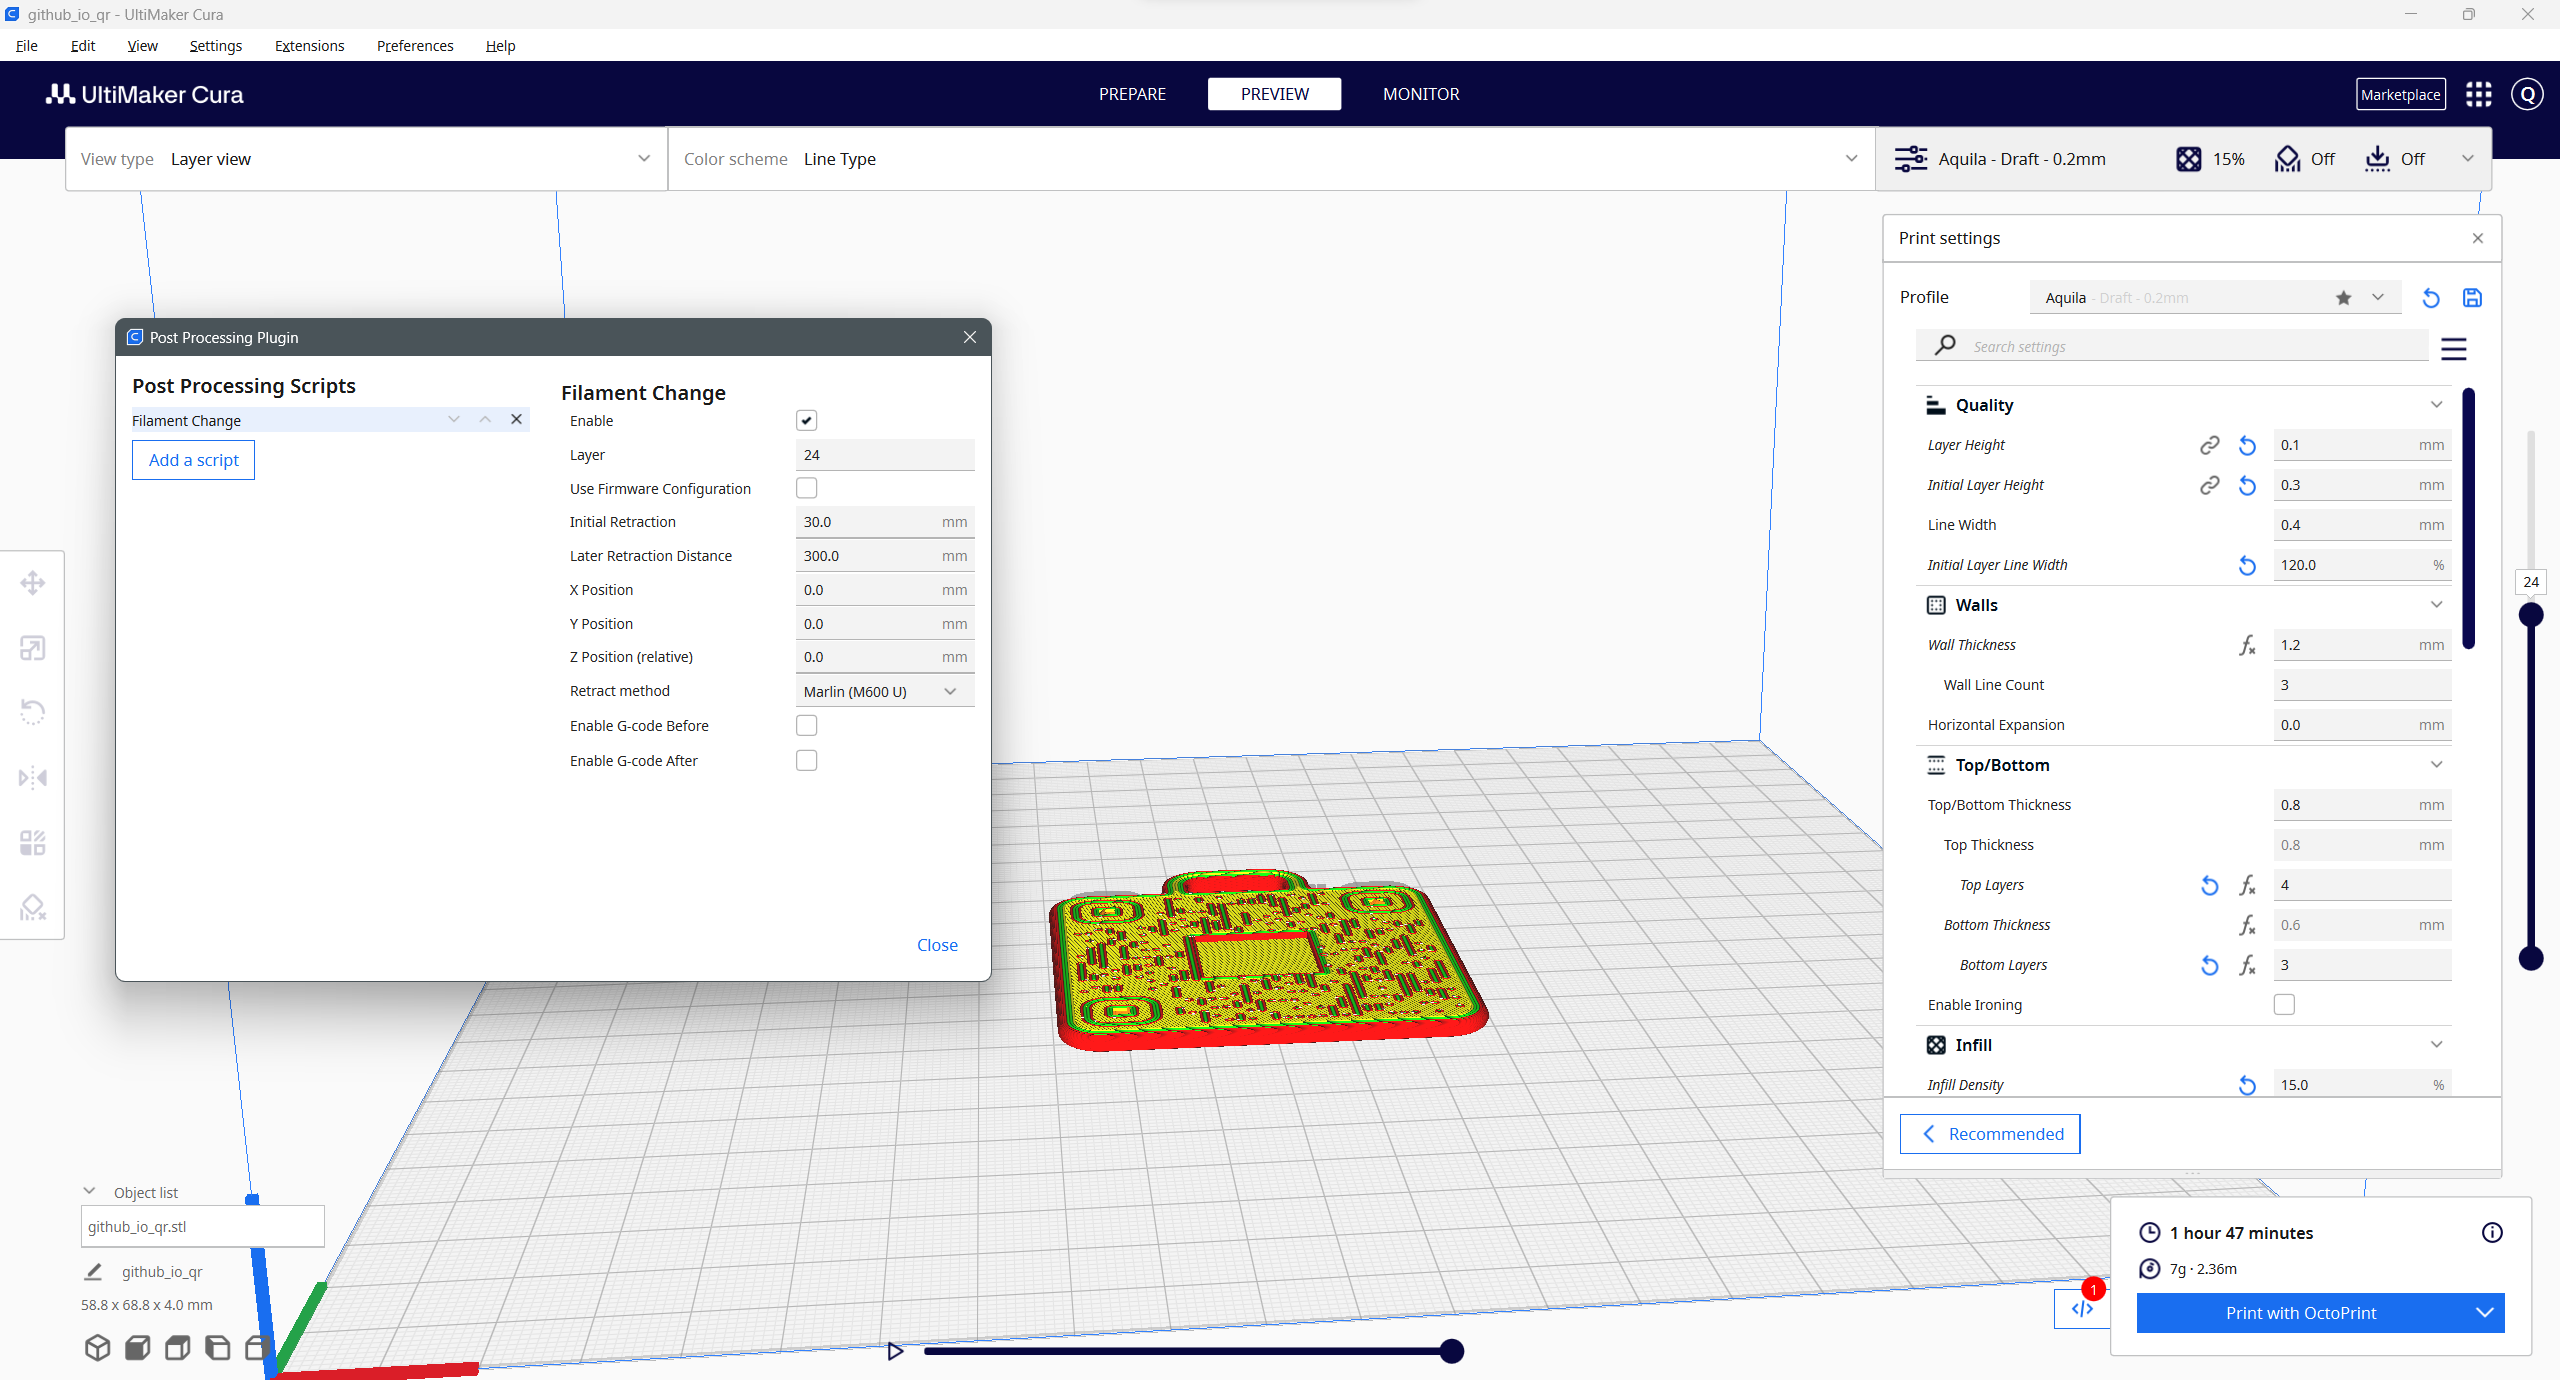 github_io_qr - UltiMaker Cura
File Edit View Settings Extensions Preferences Help
UltiMaker Cura
PREPARE PREVIEW MONITOR
Marketplace
Q
View type Layer view
Color scheme Line Type
Aquila - Draft - 0.2mm 15% Off Off
Print settings
Profile Aquila - Draft - 0.2mm
Search settings
Quality
Layer Height 0.1 mm
Initial Layer Height 0.3 mm
Line Width 0.4 mm
Initial Layer Line Width 120.0 %
Walls
Wall Thickness 1.2 mm
Wall Line Count 3
Horizontal Expansion 0.0 mm
Top/Bottom
Top/Bottom Thickness 0.8 mm
Top Thickness 0.8 mm
Top Layers 4
Bottom Thickness 0.6 mm
Bottom Layers 3
Enable Ironing
Infill
Infill Density 15.0 %
Recommended
24
Post Processing Plugin
Post Processing Scripts
Filament Change
Add a script
Filament Change
Enable
Layer 24
Use Firmware Configuration
Initial Retraction 30.0 mm
Later Retraction Distance 300.0 mm
X Position 0.0 mm
Y Position 0.0 mm
Z Position (relative) 0.0 mm
Retract method Marlin (M600 U)
Enable G-code Before
Enable G-code After
Close
Object list
github_io_qr.stl
github_io_qr
58.8 x 68.8 x 4.0 mm
1 hour 47 minutes
7g · 2.36m
1
Print with OctoPrint